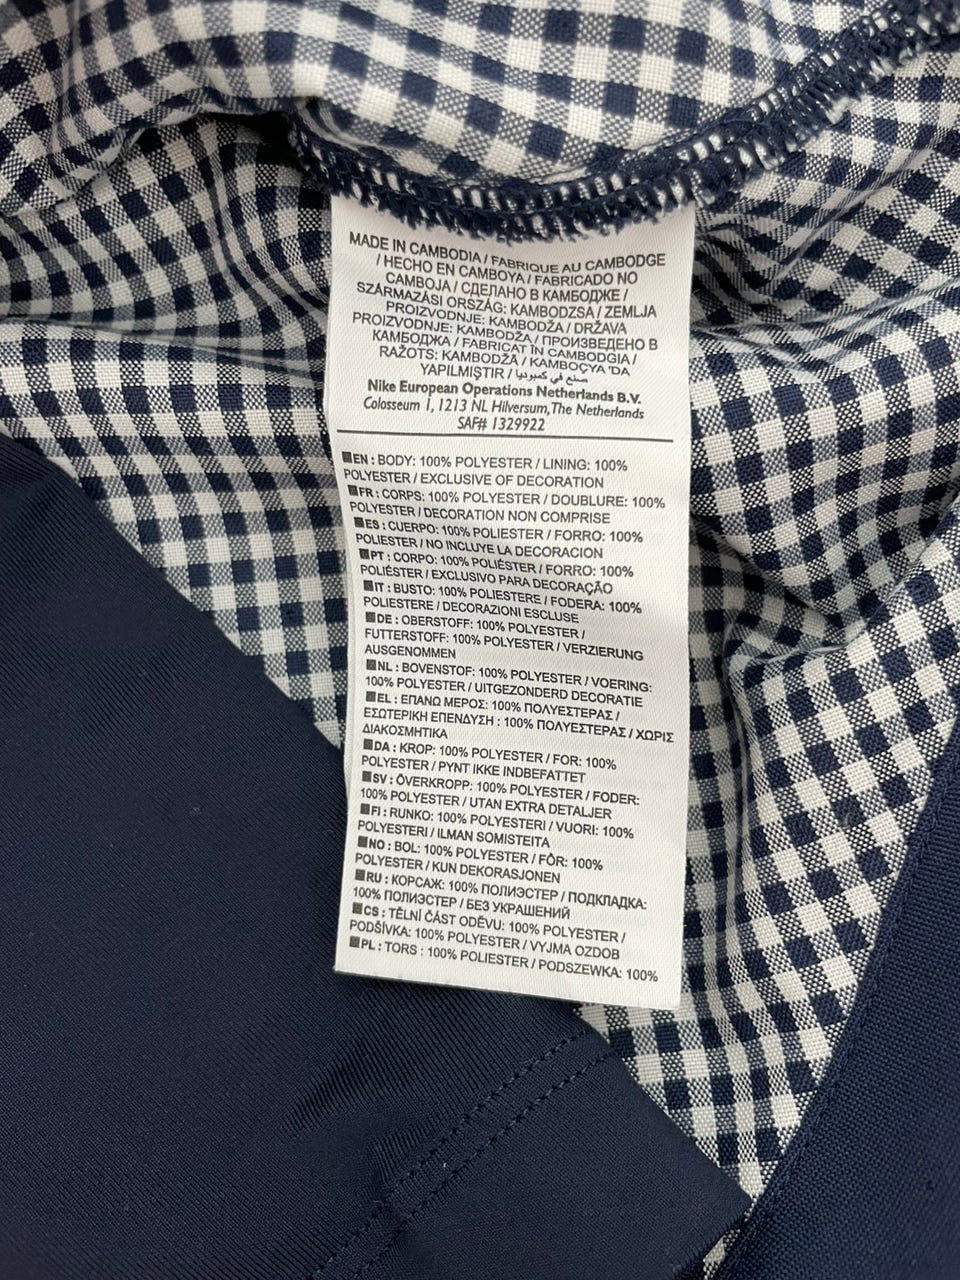 MADE IN CAMBODIA / FABRIQUE AU CAMBODGE
/ HECHO EN CAMBOYA / FABRICADO NO
CAMBOJA / СДЕЛАНО В КАМБОДЖЕ /
SZÁRMAZÁSI ORSZÁG: KAMBODZSA / ZEMLJA
PROIZVODNJE: KAMBODŽA / DRŽAVA
PROIZVODNJE: KAMBODŽA / ПРОИЗВЕДЕНО В
КАМБОДЖА / FABRICAT ÎN CAMBODGIA /
RAŽOTS: KAMBODŽĀ / KAMBOÇYA 'DA
YAPILMIŞTIR / صنع في كمبوديا
Nike European Operations Netherlands B.V.
Colosseum 1, 1213 NL Hilversum, The Netherlands
SAF# 1329922
EN : BODY: 100% POLYESTER / LINING: 100%
POLYESTER / EXCLUSIVE OF DECORATION
FR : CORPS: 100% POLYESTER / DOUBLURE: 100%
POLYESTER / DECORATION NON COMPRISE
ES : CUERPO: 100% POLIESTER / FORRO: 100%
POLIESTER / NO INCLUYE LA DECORACION
PT : CORPO: 100% POLIÉSTER / FORRO: 100%
POLIÉSTER / EXCLUSIVO PARA DECORAÇÃO
IT : BUSTO: 100% POLIESTERE / FODERA: 100%
POLIESTERE / DECORAZIONI ESCLUSE
DE : OBERSTOFF: 100% POLYESTER /
FUTTERSTOFF: 100% POLYESTER / VERZIERUNG
AUSGENOMMEN
NL : BOVENSTOF: 100% POLYESTER / VOERING:
100% POLYESTER / UITGEZONDERD DECORATIE
EL : ΕΠΑΝΩ ΜΕΡΟΣ: 100% ΠΟΛΥΕΣΤΕΡΑΣ /
ΕΣΩΤΕΡΙΚΗ ΕΠΕΝΔΥΣΗ : 100% ΠΟΛΥΕΣΤΕΡΑΣ / ΧΩΡΙΣ
ΔΙΑΚΟΣΜΗΤΙΚΑ
DA : KROP: 100% POLYESTER / FOR: 100%
POLYESTER / PYNT IKKE INDBEFATTET
SV : ÖVERKROPP: 100% POLYESTER / FODER:
100% POLYESTER / UTAN EXTRA DETALJER
FI : RUNKO: 100% POLYESTERI / VUORI: 100%
POLYESTERI / ILMAN SOMISTEITA
NO : BOL: 100% POLYESTER / FÔR: 100%
POLYESTER / KUN DEKORASJONEN
RU : КОРСАЖ: 100% ПОЛИЭСТЕР / ПОДКЛАДКА:
100% ПОЛИЭСТЕР / БЕЗ УКРАШЕНИЙ
CS : TĚLNÍ ČÁST ODĚVU: 100% POLYESTER /
PODŠÍVKA: 100% POLYESTER / VYJMA OZDOB
PL : TORS : 100% POLIESTER / PODSZEWKA: 100%